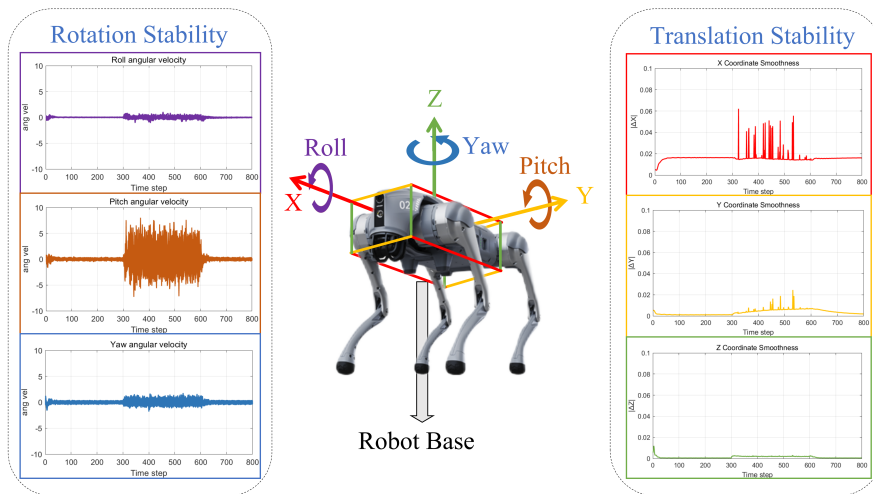 Rotation Stability
Roll angular velocity
10
5
0
-5
-10
ang vel
0 100 200 300 400 500 600 700 800
Time step
Pitch angular velocity
10
5
0
-5
-10
ang vel
0 100 200 300 400 500 600 700 800
Time step
Yaw angular velocity
10
5
0
-5
-10
ang vel
0 100 200 300 400 500 600 700 800
Time step
Z
Yaw
Roll
X
Pitch
Y
02
Robot Base
Translation Stability
X Coordinate Smoothness
0.1
0.08
0.06
0.04
0.02
0
|ΔX|
0 100 200 300 400 500 600 700 800
Time step
Y Coordinate Smoothness
0.1
0.08
0.06
0.04
0.02
0
|ΔY|
0 100 200 300 400 500 600 700 800
Time step
Z Coordinate Smoothness
0.1
0.08
0.06
0.04
0.02
0
|ΔZ|
0 100 200 300 400 500 600 700 800
Time step